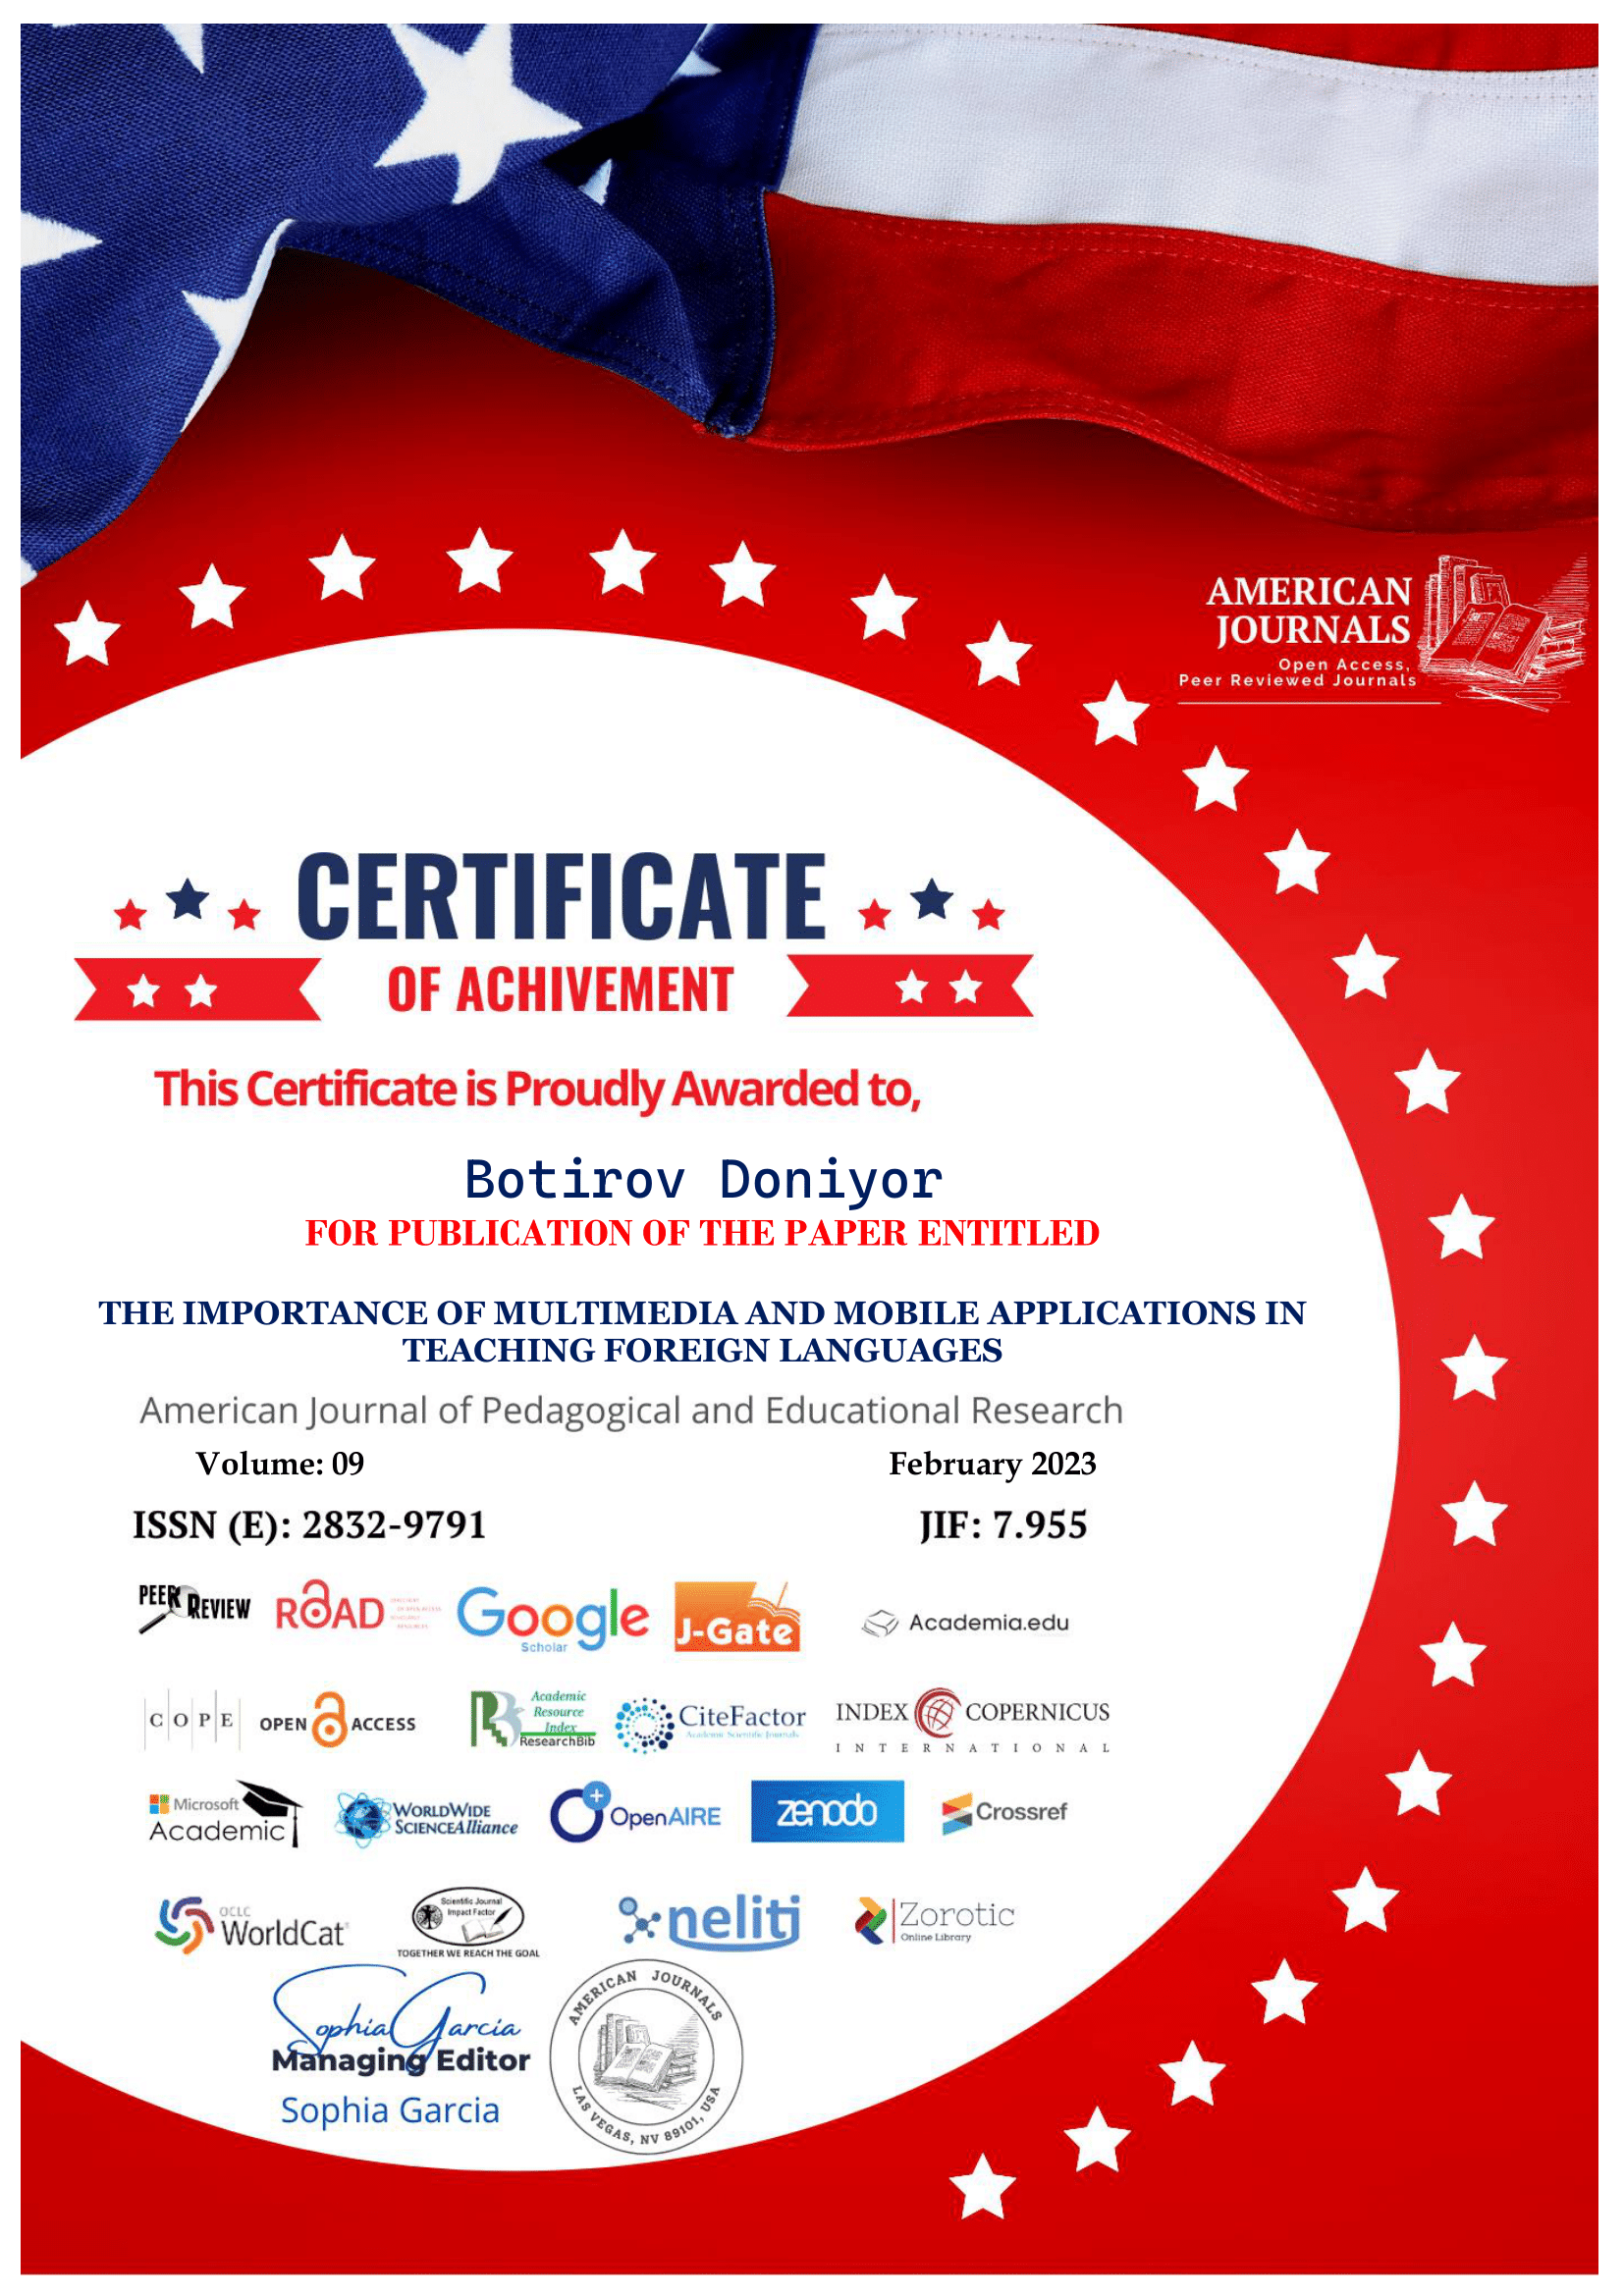 AMERICAN
JOURNALS
Open Access,
Peer Reviewed Journals
CERTIFICATE
OF ACHIVEMENT
This Certificate is Proudly Awarded to,
Botirov Doniyor
FOR PUBLICATION OF THE PAPER ENTITLED
THE IMPORTANCE OF MULTIMEDIA AND MOBILE APPLICATIONS IN
TEACHING FOREIGN LANGUAGES
American Journal of Pedagogical and Educational Research
Volume: 09 February 2023
ISSN (E): 2832-9791 JIF: 7.955
PEER REVIEW
ROAD
Google
Scholar
J-Gate
Academia.edu
C O P E
OPEN ACCESS
Academic
Resource
Index
ResearchBib
CiteFactor
Academic Scientific Journals
INDEX COPERNICUS
INTERNATIONAL
Microsoft
Academic
WORLDWIDE
SCIENCEAlliance
OpenAIRE
zenodo
Crossref
OCLC
WorldCat
Scientific Journal
Impact Factor
TOGETHER WE REACH THE GOAL
neliti
Zorotic
Online Library
Sophia Garcia
Managing Editor
Sophia Garcia
AMERICAN JOURNALS
LAS VEGAS, NV 89101, USA